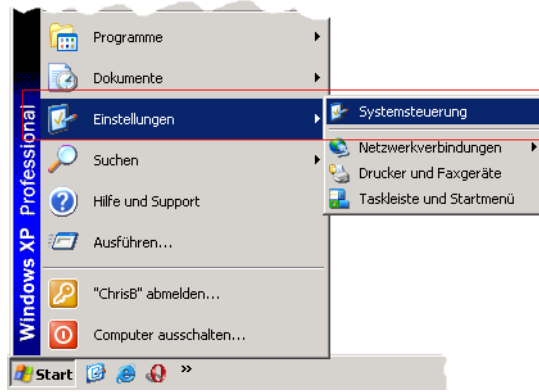 Programme
Dokumente
Einstellungen
Suchen
Hilfe und Support
Ausführen...
"ChrisB" abmelden...
Computer ausschalten...
Windows XP Professional
Systemsteuerung
Netzwerkverbindungen
Drucker und Faxgeräte
Taskleiste und Startmenü
Start
»